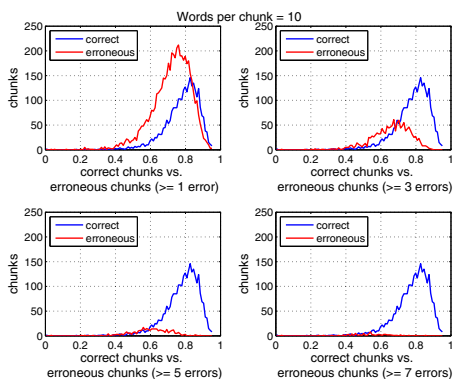 Words per chunk = 10
250
200
150
100
50
0
chunks
correct
erroneous
0 0.2 0.4 0.6 0.8 1
correct chunks vs.
erroneous chunks (>= 1 error)
250
200
150
100
50
0
chunks
correct
erroneous
0 0.2 0.4 0.6 0.8 1
correct chunks vs.
erroneous chunks (>= 3 errors)
250
200
150
100
50
0
chunks
correct
erroneous
0 0.2 0.4 0.6 0.8 1
correct chunks vs.
erroneous chunks (>= 5 errors)
250
200
150
100
50
0
chunks
correct
erroneous
0 0.2 0.4 0.6 0.8 1
correct chunks vs.
erroneous chunks (>= 7 errors)